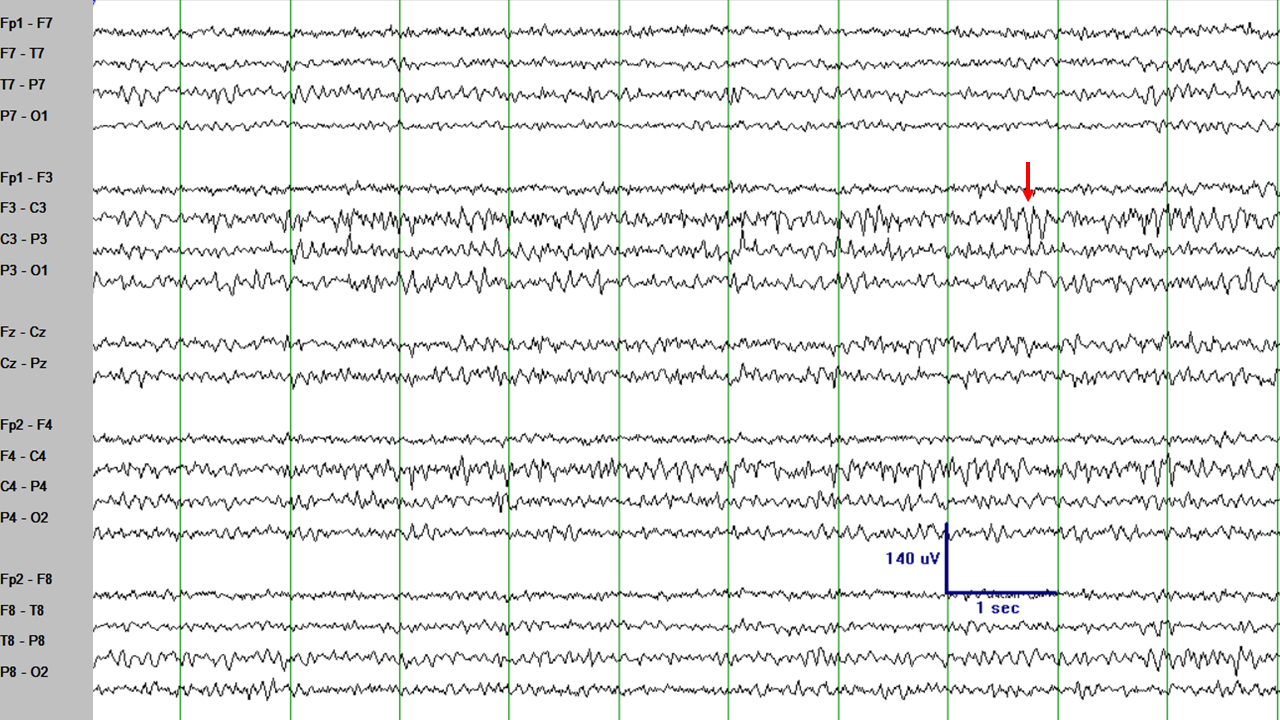 Fp1 - F7
F7 - T7
T7 - P7
P7 - O1
Fp1 - F3
F3 - C3
C3 - P3
P3 - O1
Fz - Cz
Cz - Pz
Fp2 - F4
F4 - C4
C4 - P4
P4 - O2
140 uV
Fp2 - F8
1 sec
F8 - T8
T8 - P8
P8 - O2